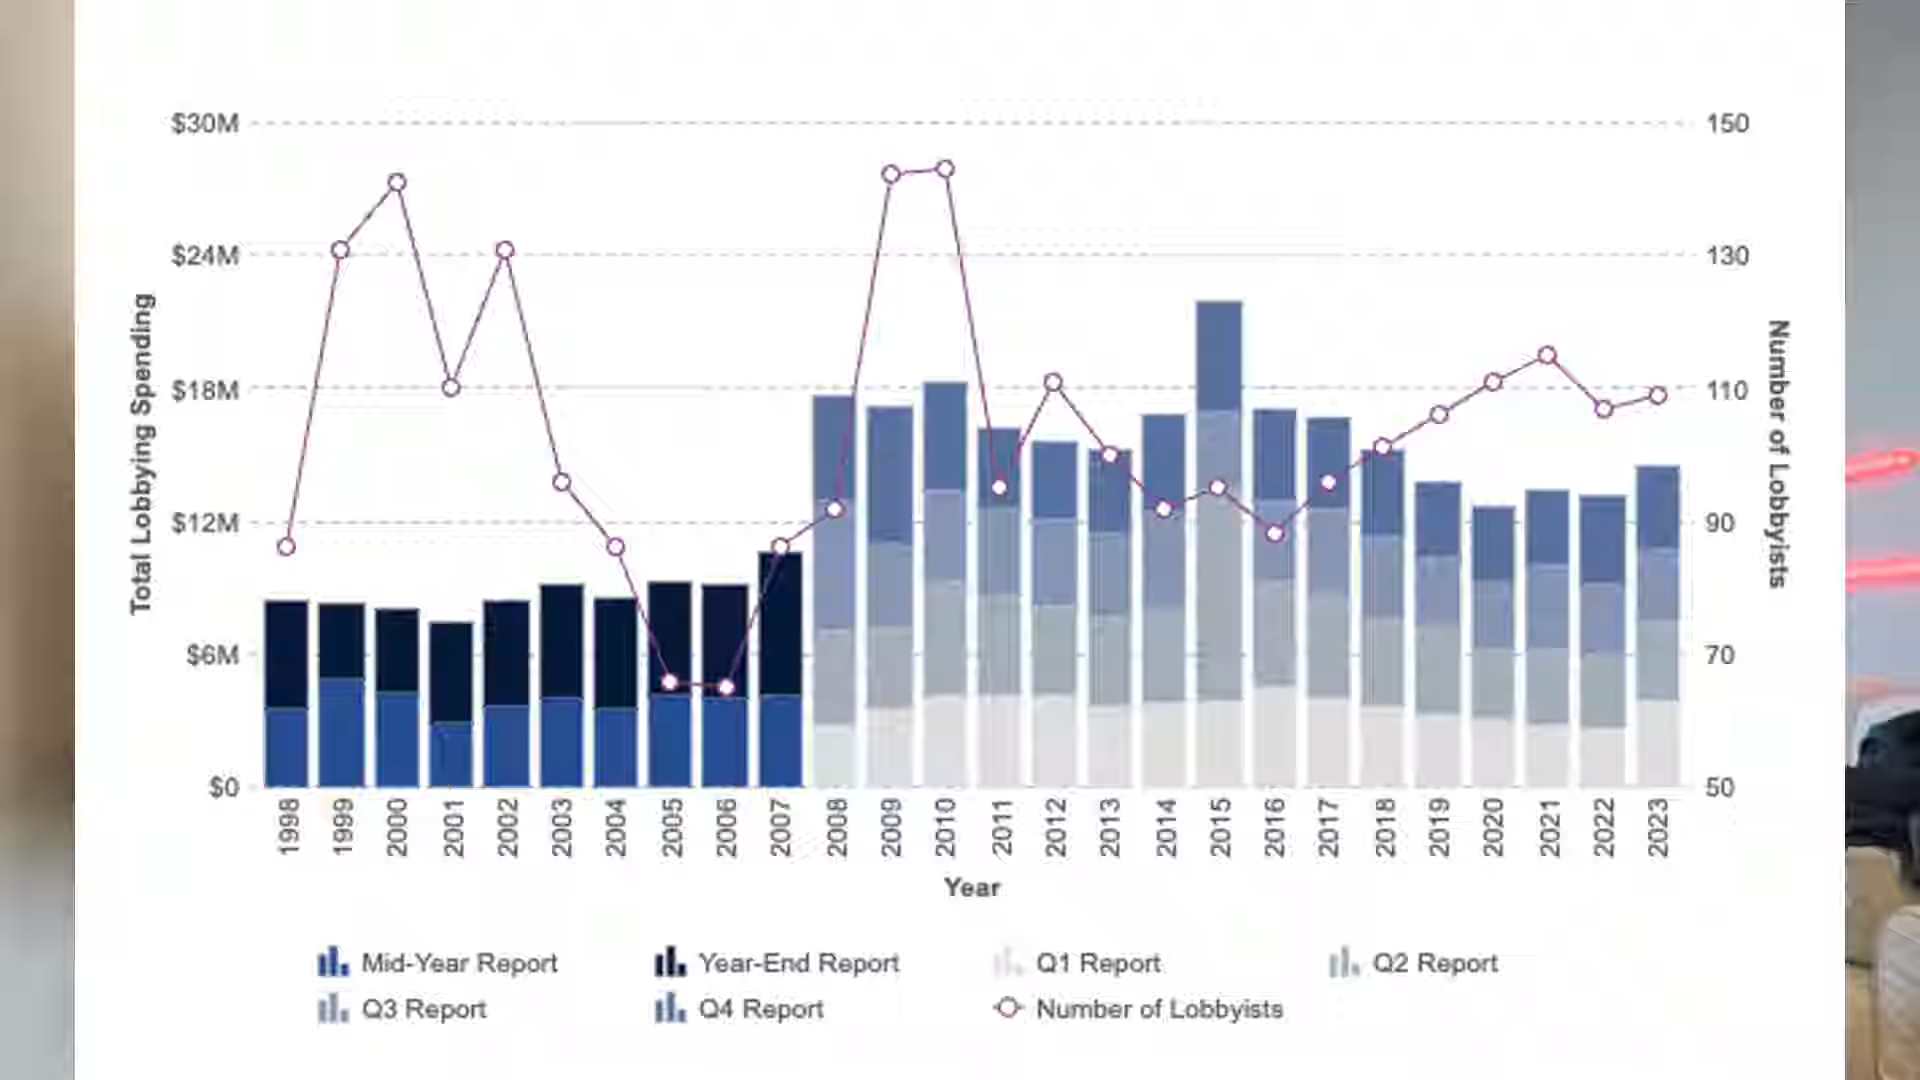 $30M
$24M
$18M
$12M
$6M
$0
Total Lobbying Spending
150
130
110
90
70
50
Number of Lobbyists
1998
1999
2000
2001
2002
2003
2004
2005
2006
2007
2008
2009
2010
2011
2012
2013
2014
2015
2016
2017
2018
2019
2020
2021
2022
2023
Year
Mid-Year Report
Year-End Report
Q1 Report
Q2 Report
Q3 Report
Q4 Report
Number of Lobbyists